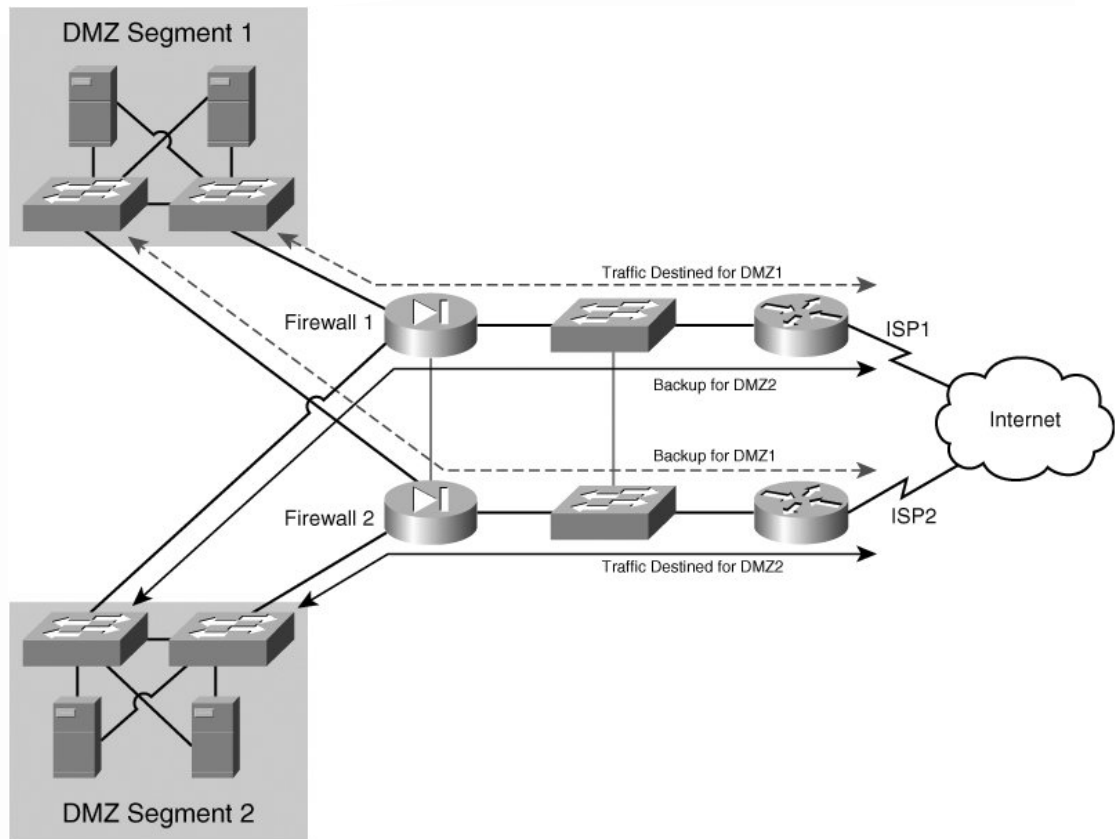 DMZ Segment 1
Traffic Destined for DMZ1
Firewall 1
ISP1
Backup for DMZ2
Internet
Backup for DMZ1
Firewall 2
ISP2
Traffic Destined for DMZ2
DMZ Segment 2